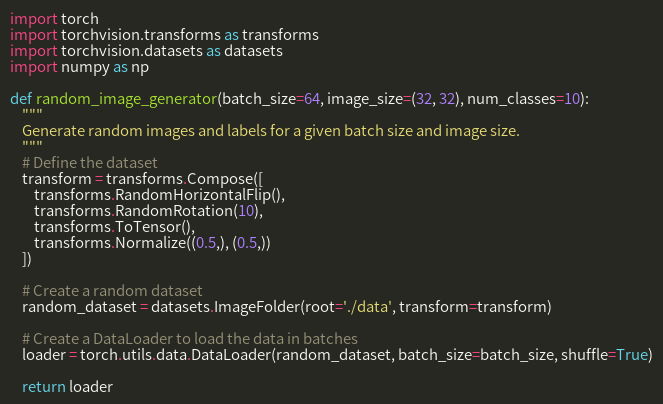 import torch
import torchvision.transforms as transforms
import torchvision.datasets as datasets
import numpy as np

def random_image_generator(batch_size=64, image_size=(32, 32), num_classes=10):
    """
    Generate random images and labels for a given batch size and image size.
    """
    # Define the dataset
    transform = transforms.Compose([
        transforms.RandomHorizontalFlip(),
        transforms.RandomRotation(10),
        transforms.ToTensor(),
        transforms.Normalize((0.5,), (0.5,))
    ])

    # Create a random dataset
    random_dataset = datasets.ImageFolder(root='./data', transform=transform)

    # Create a DataLoader to load the data in batches
    loader = torch.utils.data.DataLoader(random_dataset, batch_size=batch_size, shuffle=True)

    return loader